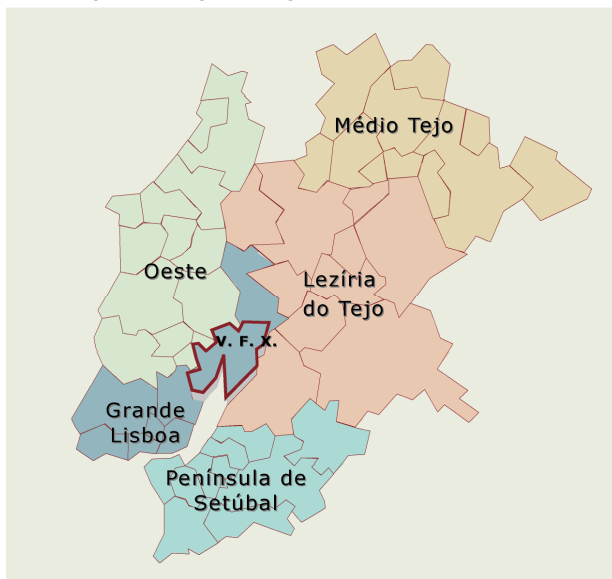 Médio Tejo
Oeste
Lezíria
do Tejo
V. F. X.
Grande
Lisboa
Península de
Setúbal